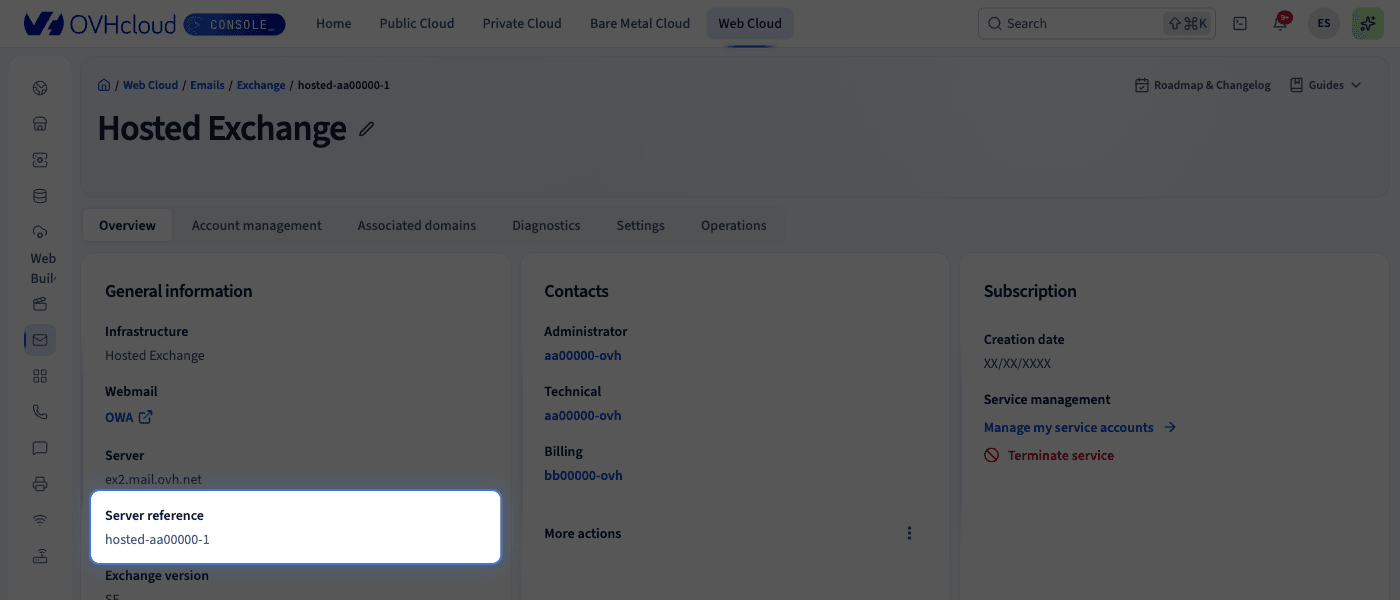 OVHcloud CONSOLE_ Home Public Cloud Private Cloud Bare Metal Cloud Web Cloud Search ⇧⌘K 9+ ES
/ Web Cloud / Emails / Exchange / hosted-aa00000-1 Roadmap & Changelog Guides
Hosted Exchange
Overview Account management Associated domains Diagnostics Settings Operations
Web
Buil
General information
Infrastructure
Hosted Exchange
Webmail
OWA
Server
ex2.mail.ovh.net
Server reference
hosted-aa00000-1
Exchange version
SE
Contacts
Administrator
aa00000-ovh
Technical
aa00000-ovh
Billing
bb00000-ovh
More actions
Subscription
Creation date
XX/XX/XXXX
Service management
Manage my service accounts
Terminate service